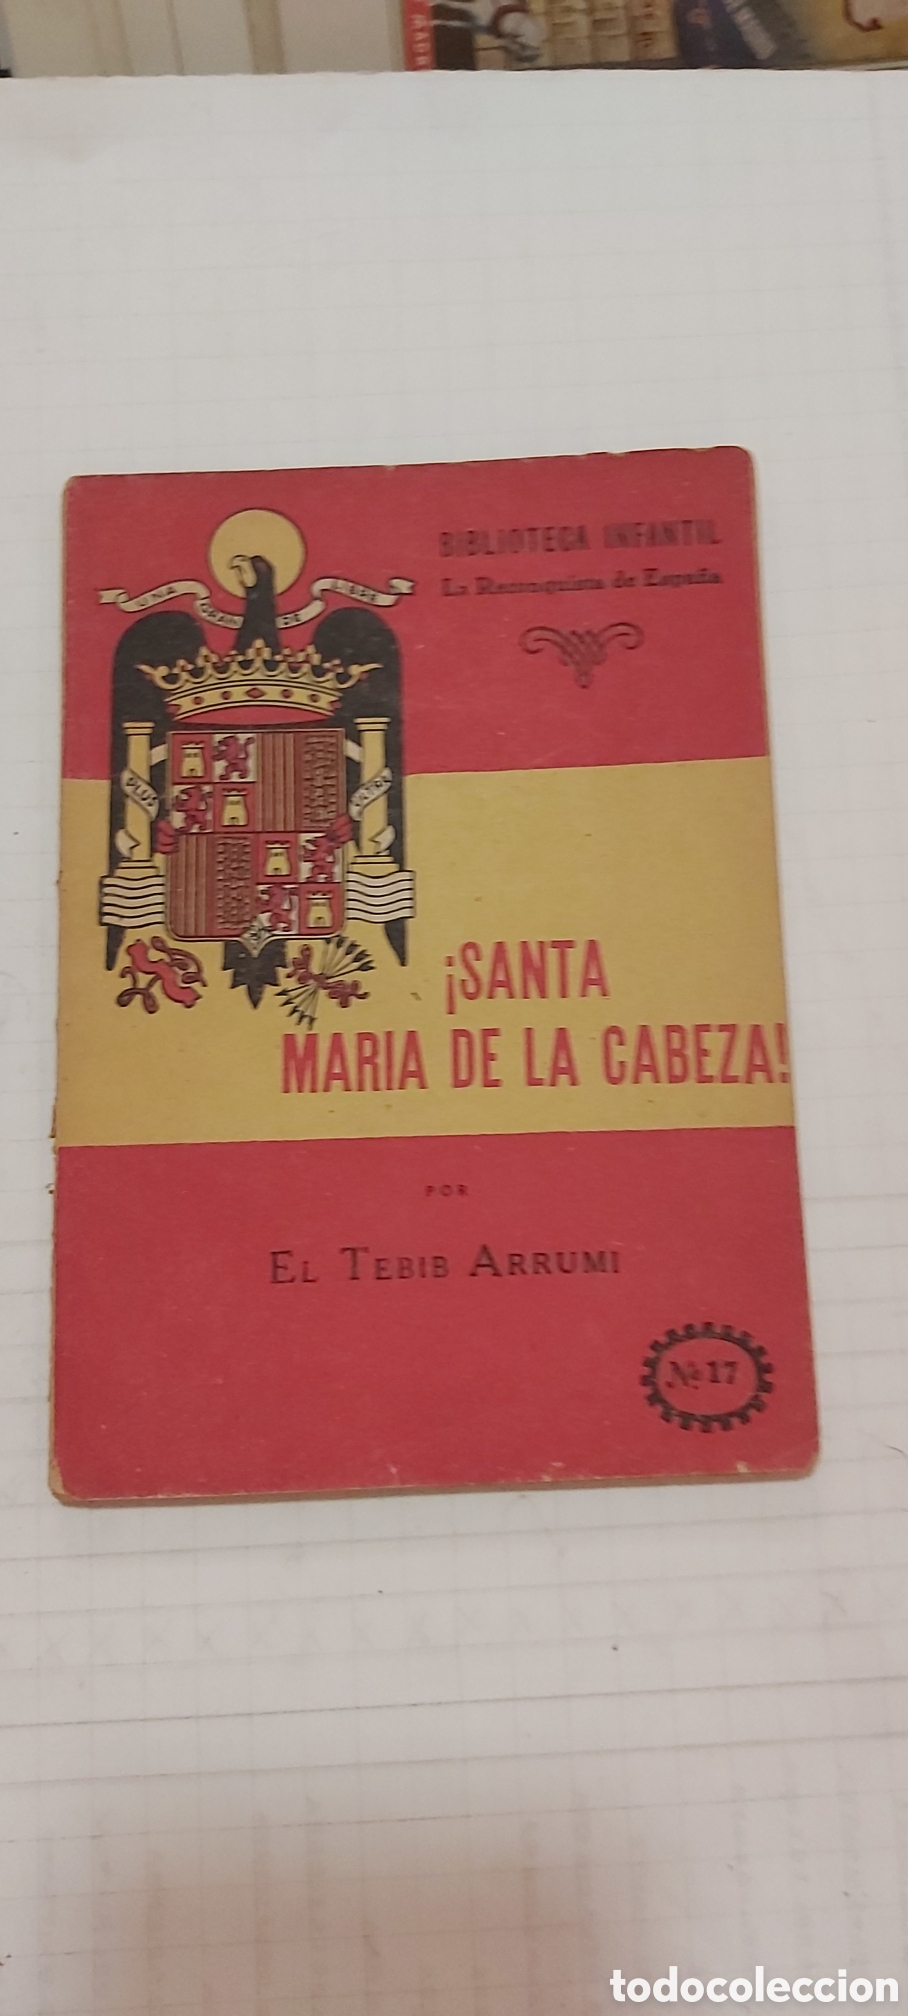 BIBLIOTECA INFANTIL
La Reconquista de España
UNA GRANDE LIBRE
PLUS ULTRA
¡SANTA
MARIA DE LA CABEZA!
POR
EL TEBIB ARRUMI
Nº 17
todocoleccion